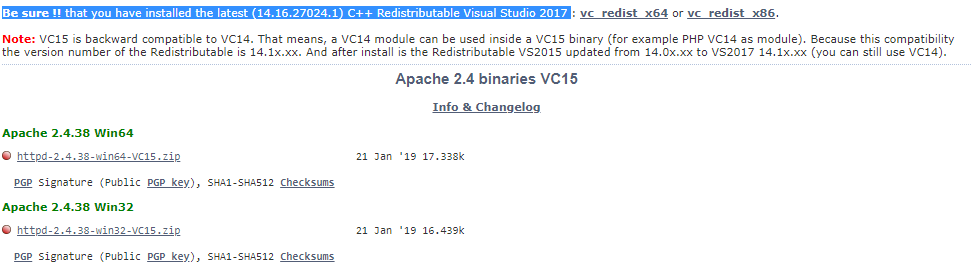 Be sure !! that you have installed the latest (14.16.27024.1) C++ Redistributable Visual Studio 2017 : vc_redist_x64 or vc_redist_x86.
Note: VC15 is backward compatible to VC14. That means, a VC14 module can be used inside a VC15 binary (for example PHP VC14 as module). Because this compatibility
the version number of the Redistributable is 14.1x.xx. And after install is the Redistributable VS2015 updated from 14.0x.xx to VS2017 14.1x.xx (you can still use VC14).
Apache 2.4 binaries VC15
Info & Changelog
Apache 2.4.38 Win64
httpd-2.4.38-win64-VC15.zip 21 Jan '19 17.338k
PGP Signature (Public PGP key), SHA1-SHA512 Checksums
Apache 2.4.38 Win32
httpd-2.4.38-win32-VC15.zip 21 Jan '19 16.439k
PGP Signature (Public PGP key), SHA1-SHA512 Checksums